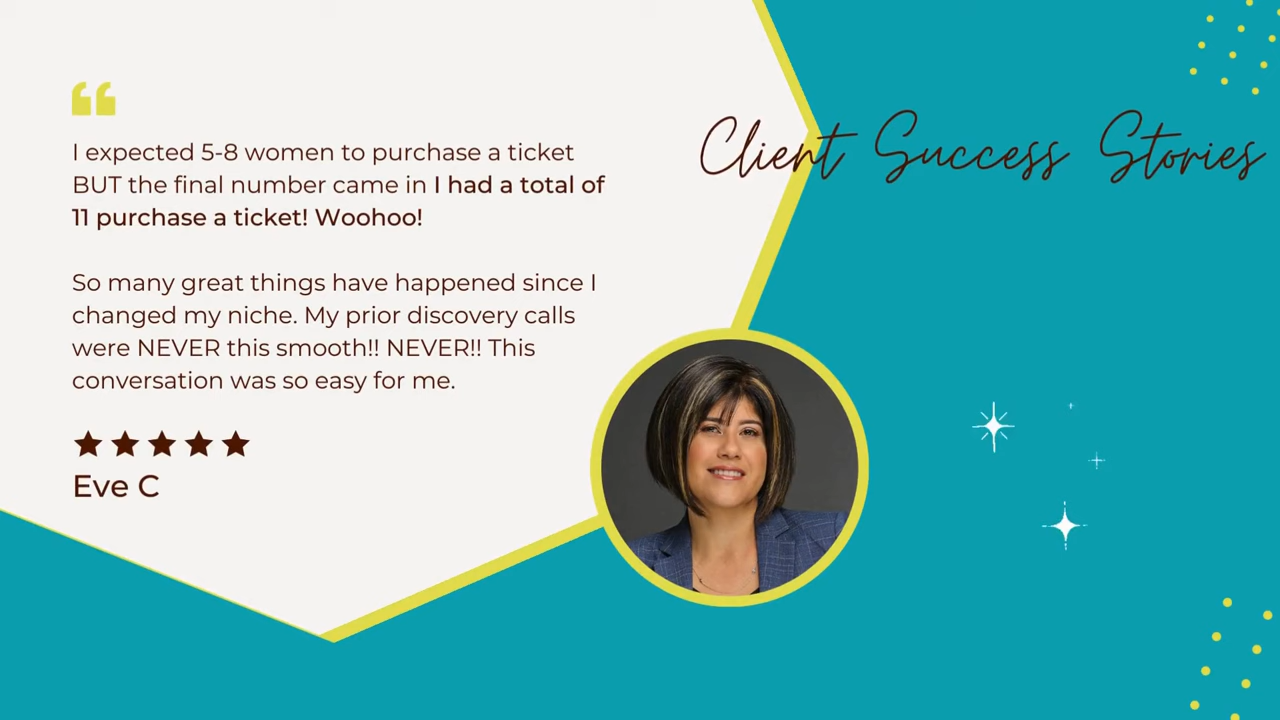 Client Success Stories
I expected 5-8 women to purchase a ticket
BUT the final number came in I had a total of
11 purchase a ticket! Woohoo!
So many great things have happened since I
changed my niche. My prior discovery calls
were NEVER this smooth!! NEVER!! This
conversation was so easy for me.
Eve C